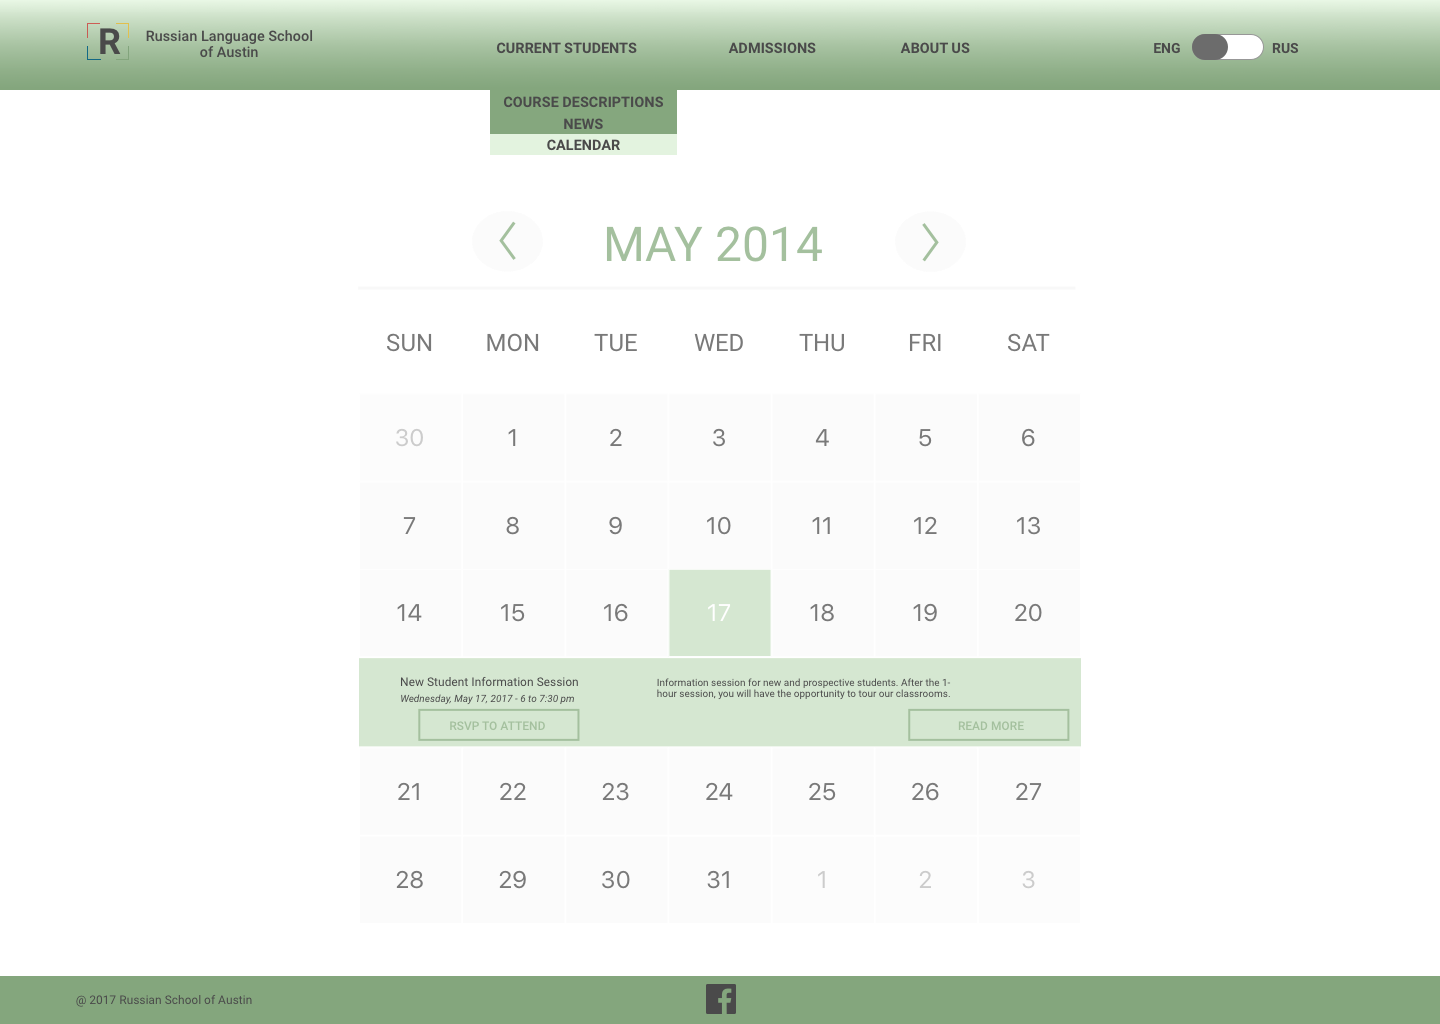 R
Russian Language School
of Austin
CURRENT STUDENTS
ADMISSIONS
ABOUT US
ENG
RUS
COURSE DESCRIPTIONS
NEWS
CALENDAR
MAY 2014
SUN MON TUE WED THU FRI SAT
30 1 2 3 4 5 6
7 8 9 10 11 12 13
14 15 16 17 18 19 20
New Student Information Session
Wednesday, May 17, 2017 - 6 to 7:30 pm
RSVP TO ATTEND
Information session for new and prospective students. After the 1-
hour session, you will have the opportunity to tour our classrooms.
READ MORE
21 22 23 24 25 26 27
28 29 30 31 1 2 3
@ 2017 Russian School of Austin